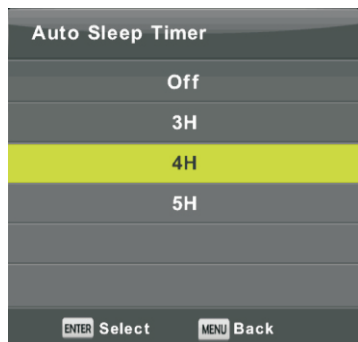 Auto Sleep Timer
Off
3H
4H
5H
ENTER Select MENU Back